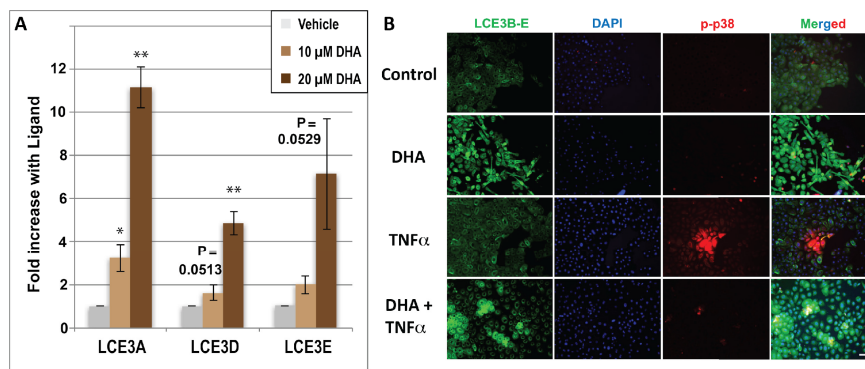 A
Vehicle
10 µM DHA
20 µM DHA
Fold increase with Ligand
12
10
8
6
4
2
0
*
**
P =
0.0513
**
P =
0.0529
LCE3A
LCE3D
LCE3E
B
LCE3B-E
DAPI
p-p38
Merged
Control
DHA
TNFα
DHA +
TNFα